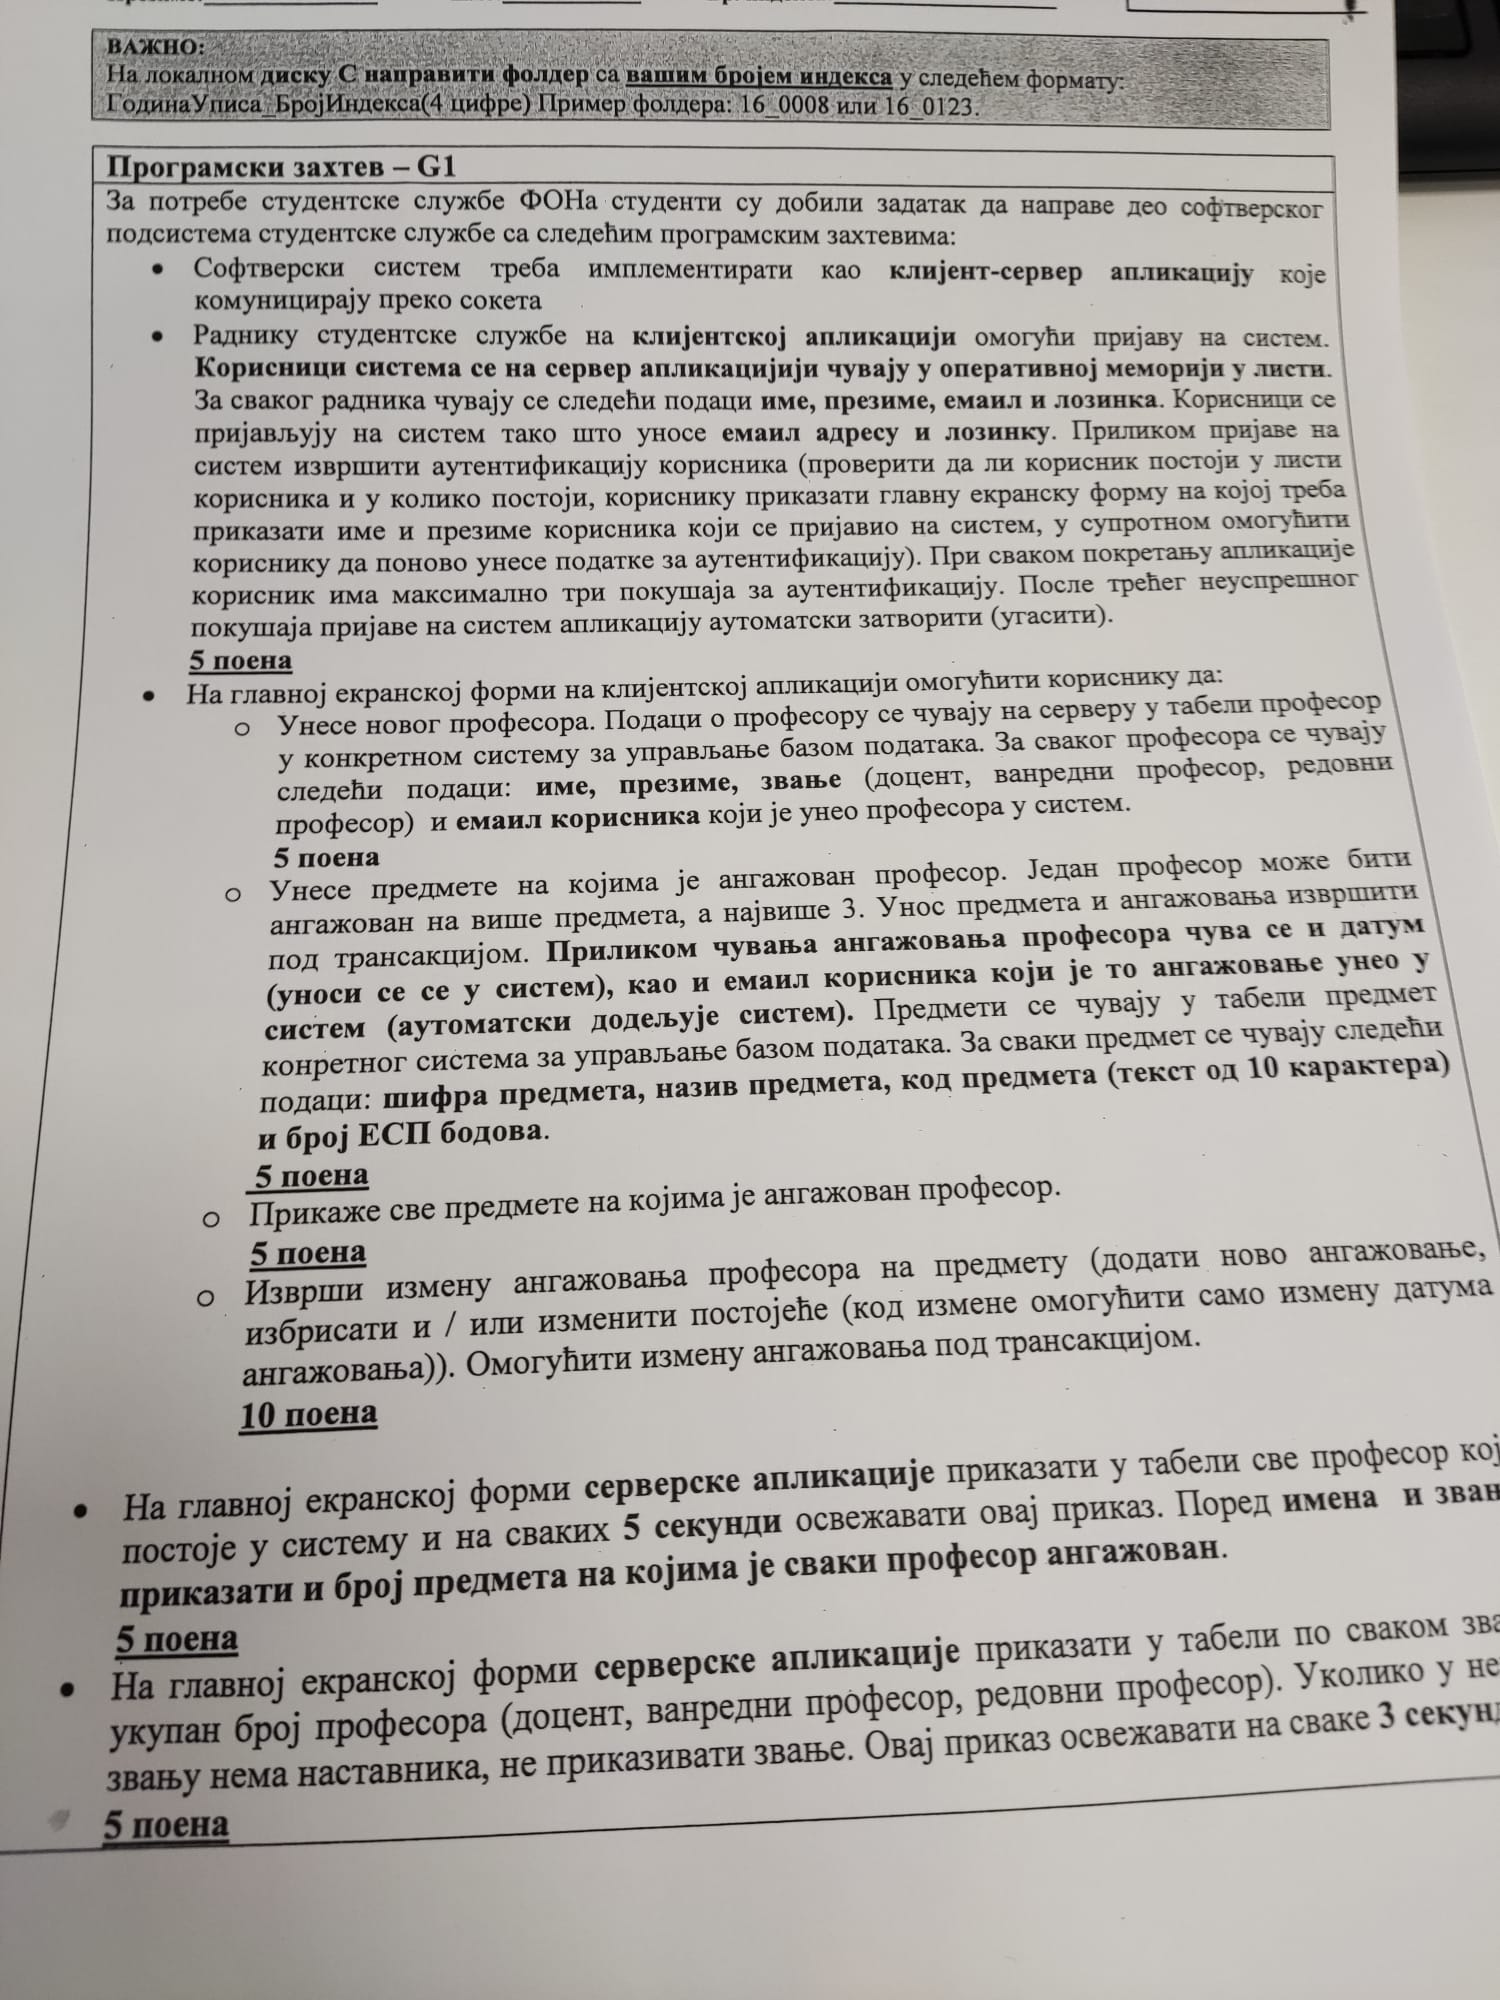 ВАЖНО:
На локалном диску C направити фолдер са вашим бројем индекса у следећем формату:
ГодинаУписа_БројИндекса(4 цифре) Пример фолдера: 16_0008 или 16_0123.
Програмски захтев – G1
За потребе студентске службе ФОНа студенти су добили задатак да направе део софтверског
подсистема студентске службе са следећим програмским захтевима:
• Софтверски систем треба имплементирати као клијент-сервер апликацију које
комуницирају преко сокета
• Раднику студентске службе на клијентској апликацији омогући пријаву на систем.
Корисници система се на сервер апликацијији чувају у оперативној меморији у листи.
За сваког радника чувају се следећи подаци име, презиме, емаил и лозинка. Корисници се
пријављују на систем тако што уносе емаил адресу и лозинку. Приликом пријаве на
систем извршити аутентификацију корисника (проверити да ли корисник постоји у листи
корисника и у колико постоји, кориснику приказати главну екранску форму на којој треба
приказати име и презиме корисника који се пријавио на систем, у супротном омогућити
кориснику да поново унесе податке за аутентификацију). При сваком покретању апликације
корисник има максимално три покушаја за аутентификацију. После трећег неуспрешног
покушаја пријаве на систем апликацију аутоматски затворити (угасити).
5 поена
• На главној екранској форми на клијентској апликацији омогућити кориснику да:
o Унесе новог професора. Подаци о професору се чувају на серверу у табели професор
у конкретном систему за управљање базом података. За сваког професора се чувају
следећи подаци: име, презиме, звање (доцент, ванредни професор, редовни
професор) и емаил корисника који је унео професора у систем.
5 поена
o Унесе предмете на којима је ангажован професор. Један професор може бити
ангажован на више предмета, а највише 3. Унос предмета и ангажовања извршити
под трансакцијом. Приликом чувања ангажовања професора чува се и датум
(уноси се се у систем), као и емаил корисника који је то ангажовање унео у
систем (аутоматски додељује систем). Предмети се чувају у табели предмет
конретног система за управљање базом података. За сваки предмет се чувају следећи
подаци: шифра предмета, назив предмета, код предмета (текст од 10 карактера)
и број ЕСП бодова.
5 поена
o Прикаже све предмете на којима је ангажован професор.
5 поена
o Изврши измену ангажовања професора на предмету (додати ново ангажовање,
избрисати и / или изменити постојеће (код измене омогућити само измену датума
ангажовања)). Омогућити измену ангажовања под трансакцијом.
10 поена
• На главној екранској форми серверске апликације приказати у табели све професор
постоје у систему и на сваких 5 секунди освежавати овај приказ. Поред имена и
приказати и број предмета на којима је сваки професор ангажован.
5 поена
• На главној екранској форми серверске апликације приказати у табели по сваком
укупан број професора (доцент, ванредни професор, редовни професор). Уколико у
звању нема наставника, не приказивати звање. Овај приказ освежавати на сваке 3
5 поена